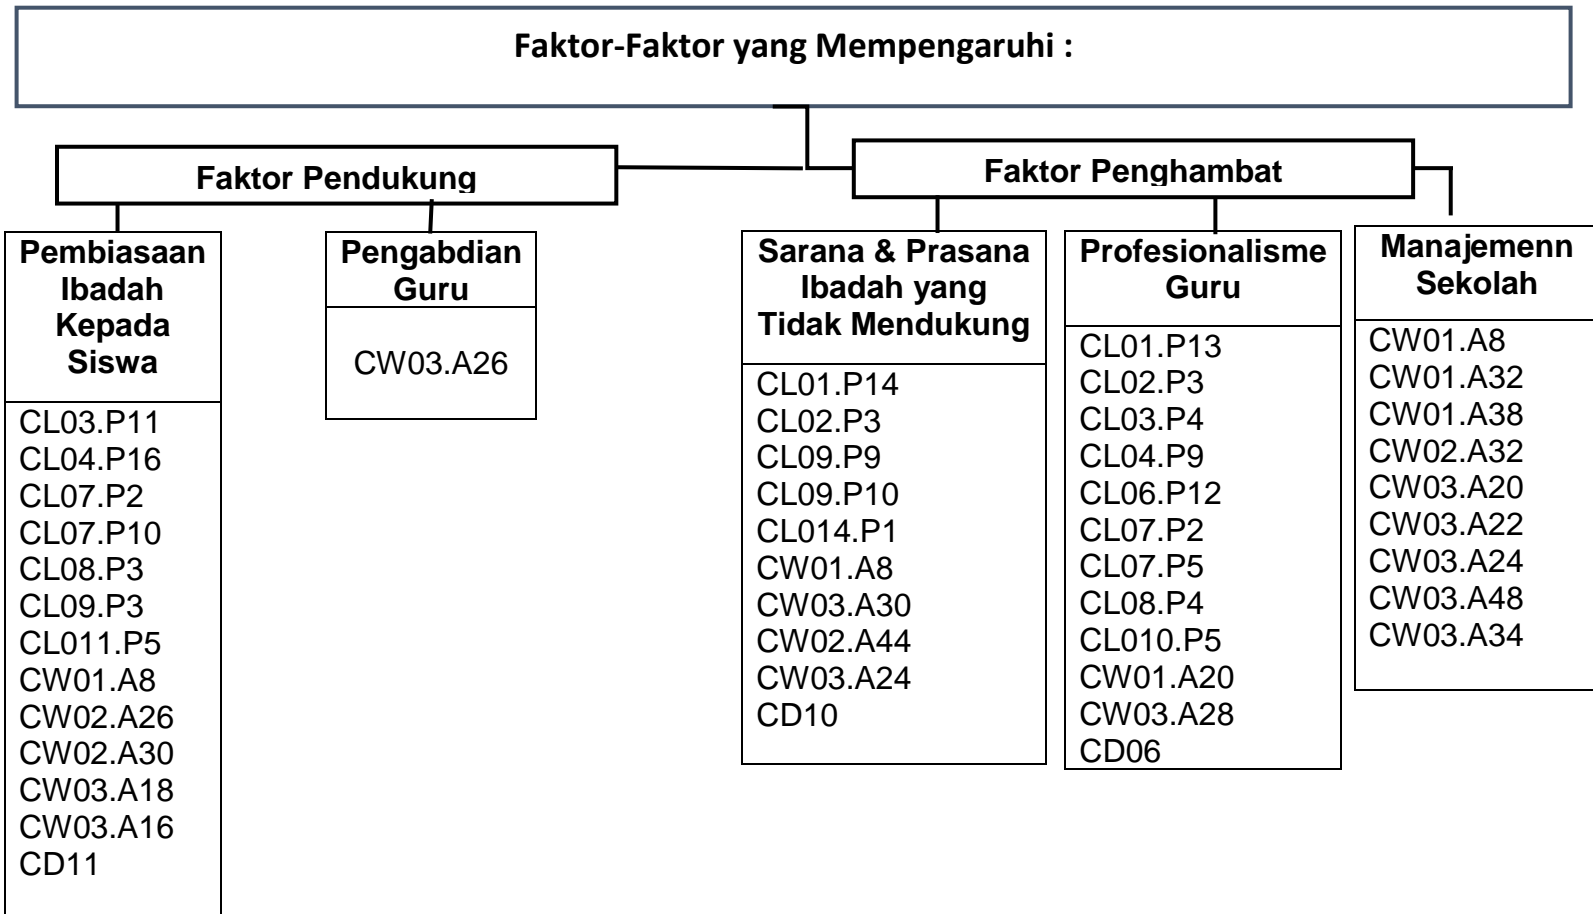 Faktor-Faktor yang Mempengaruhi :
Faktor Pendukung
Faktor Penghambat
Pembiasaan
Ibadah
Kepada
Siswa
CL03.P11
CL04.P16
CL07.P2
CL07.P10
CL08.P3
CL09.P3
CL011.P5
CW01.A8
CW02.A26
CW02.A30
CW03.A18
CW03.A16
CD11
Pengabdian
Guru
CW03.A26
Sarana & Prasana
Ibadah yang
Tidak Mendukung
CL01.P14
CL02.P3
CL09.P9
CL09.P10
CL014.P1
CW01.A8
CW03.A30
CW02.A44
CW03.A24
CD10
Profesionalisme
Guru
CL01.P13
CL02.P3
CL03.P4
CL04.P9
CL06.P12
CL07.P2
CL07.P5
CL08.P4
CL010.P5
CW01.A20
CW03.A28
CD06
Manajemenn
Sekolah
CW01.A8
CW01.A32
CW01.A38
CW02.A32
CW03.A20
CW03.A22
CW03.A24
CW03.A48
CW03.A34